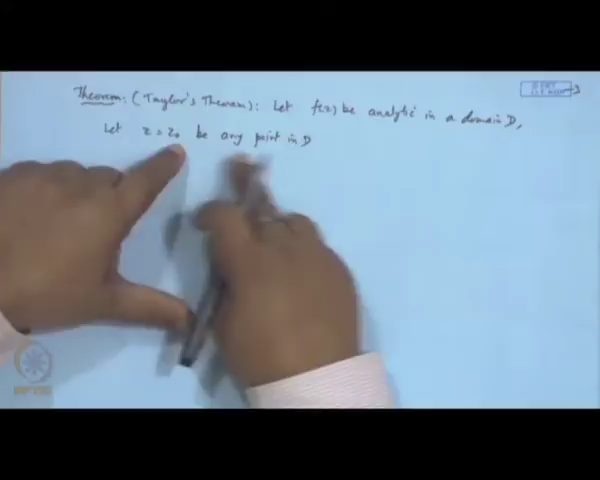 Theorem: (Taylor's Theorem): Let f(z) be analytic in a domain D,
Let z = z₀ be any point in D